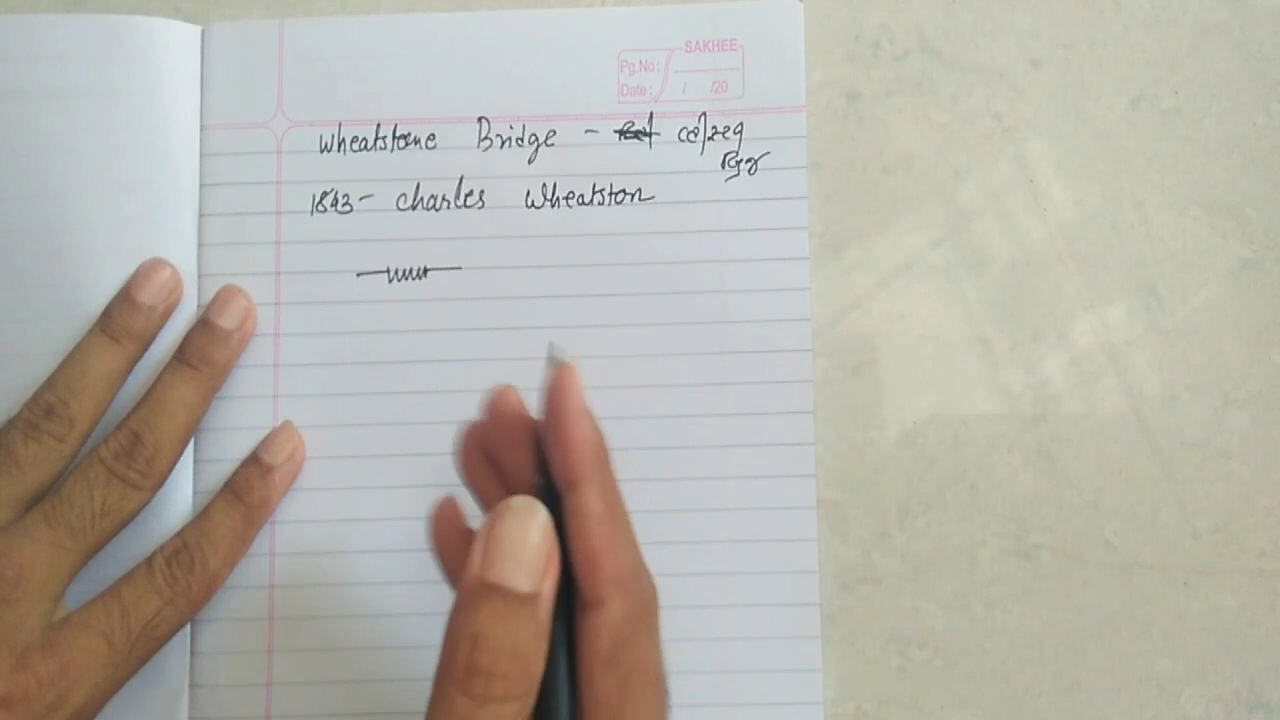 SAKHEE
Pg.No:
Date: / /20
Wheatstone Bridge -
1843- Charles Wheatston